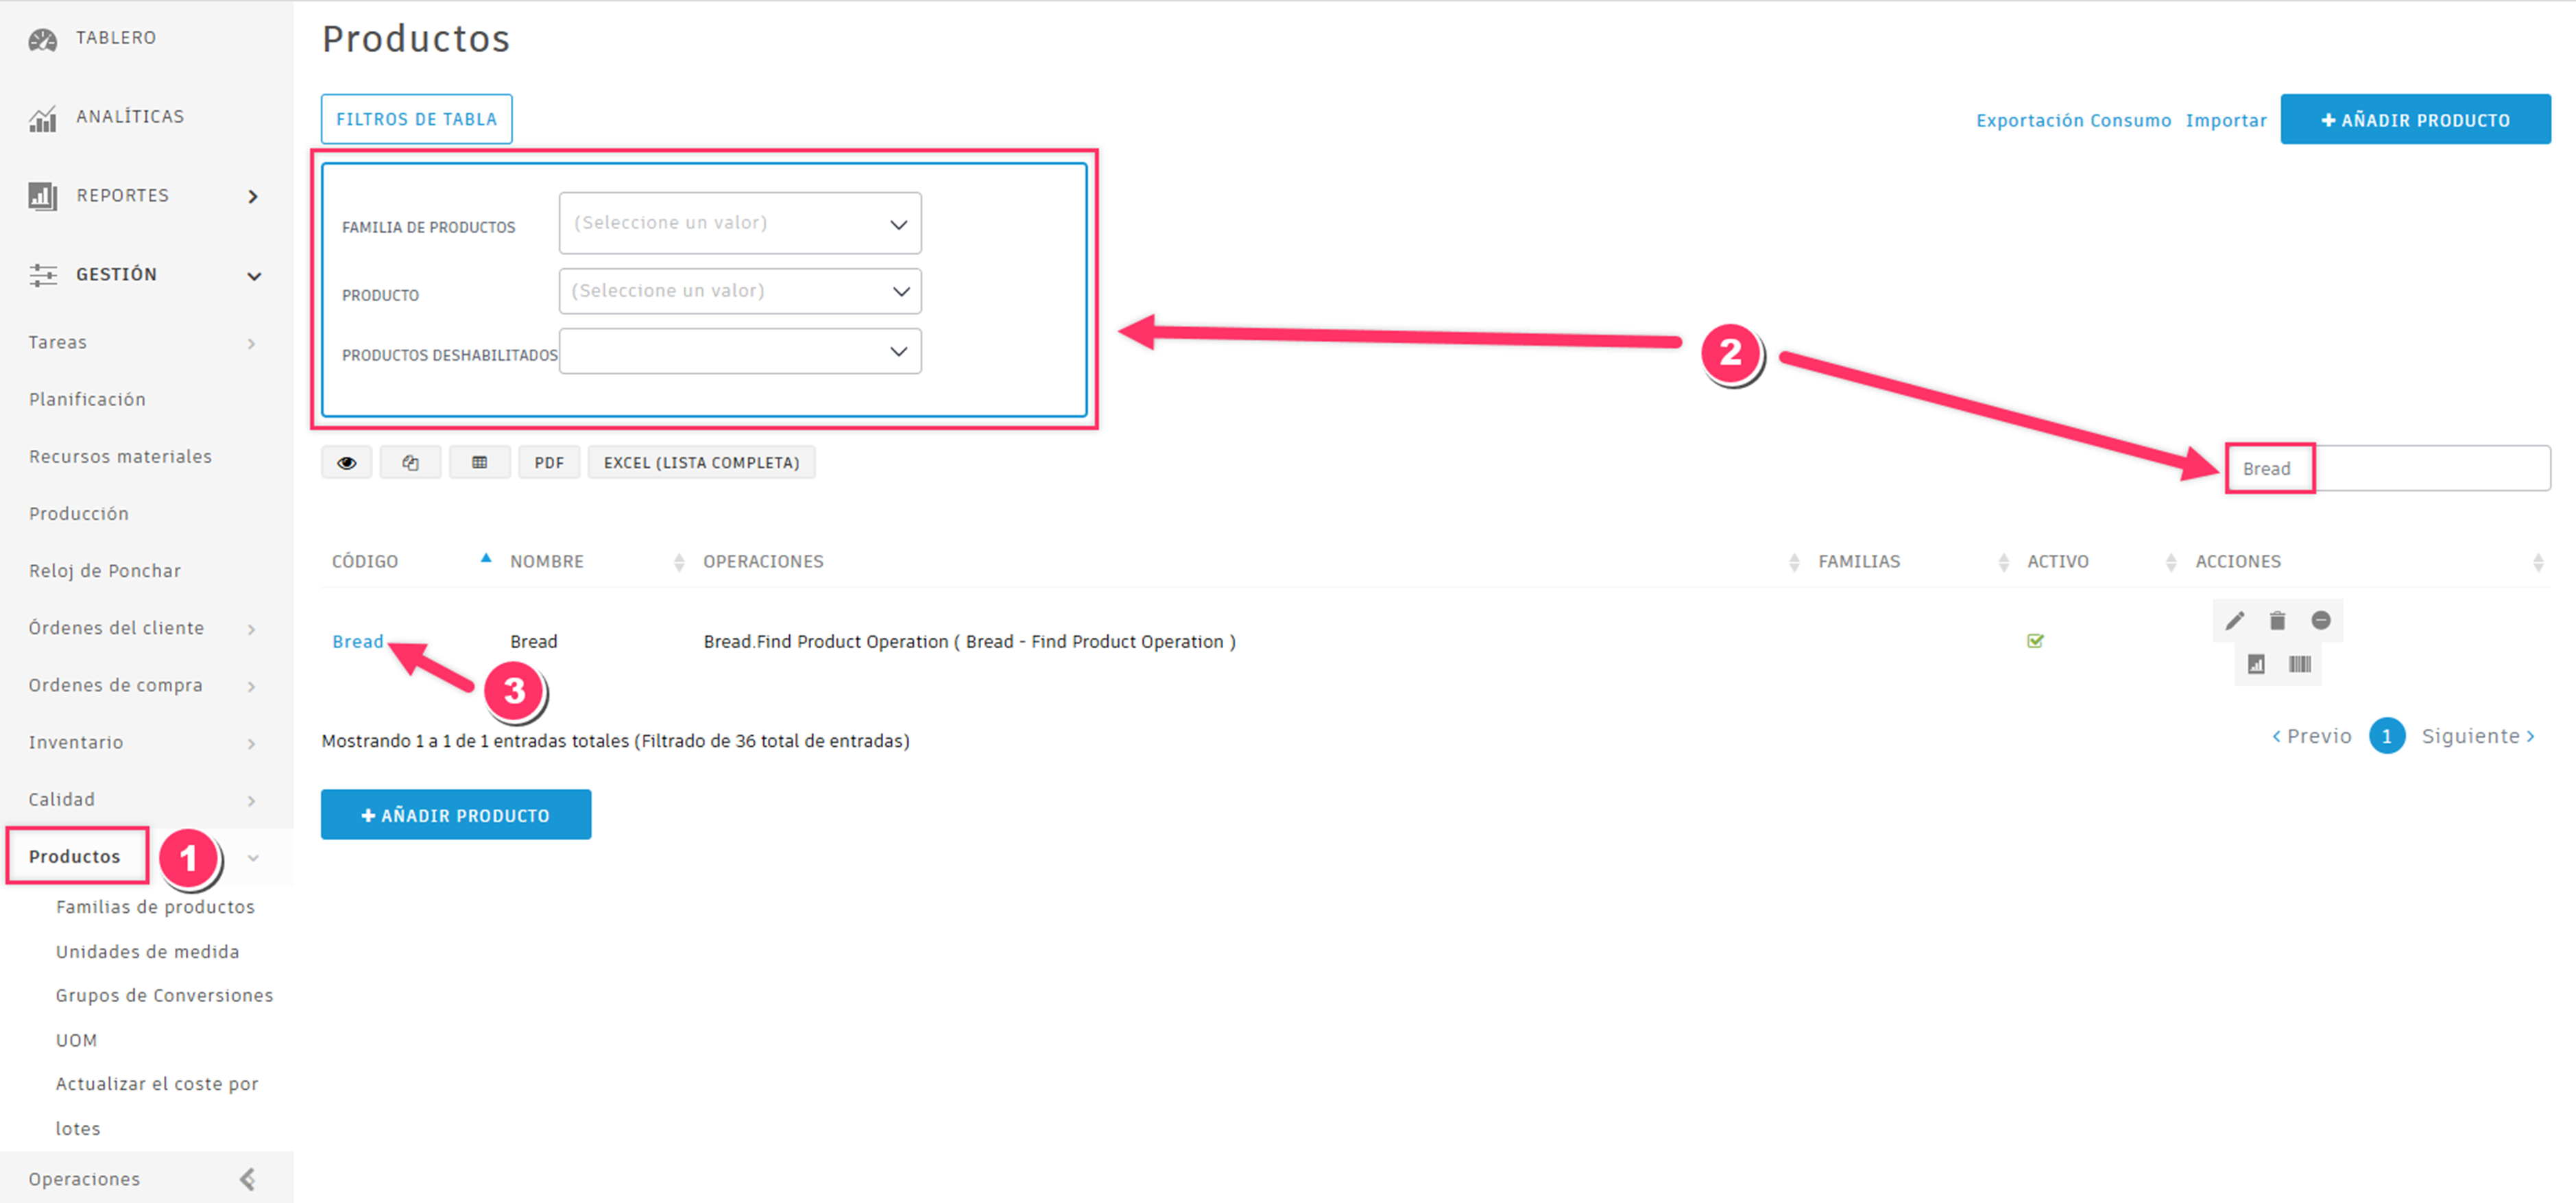 TABLERO
ANALÍTICAS
REPORTES
GESTIÓN
Tareas
Planificación
Recursos materiales
Producción
Reloj de Ponchar
Órdenes del cliente
Ordenes de compra
Inventario
Calidad
Productos
1
Familias de productos
Unidades de medida
Grupos de Conversiones
UOM
Actualizar el coste por
lotes
Operaciones
Productos
FILTROS DE TABLA
Exportación Consumo Importar + AÑADIR PRODUCTO
FAMILIA DE PRODUCTOS (Seleccione un valor)
PRODUCTO (Seleccione un valor)
PRODUCTOS DESHABILITADOS
2
PDF EXCEL (LISTA COMPLETA)
Bread
CÓDIGO NOMBRE OPERACIONES FAMILIAS ACTIVO ACCIONES
Bread Bread Bread.Find Product Operation ( Bread - Find Product Operation )
3
Mostrando 1 a 1 de 1 entradas totales (Filtrado de 36 total de entradas)
‹ Previo 1 Siguiente ›
+ AÑADIR PRODUCTO